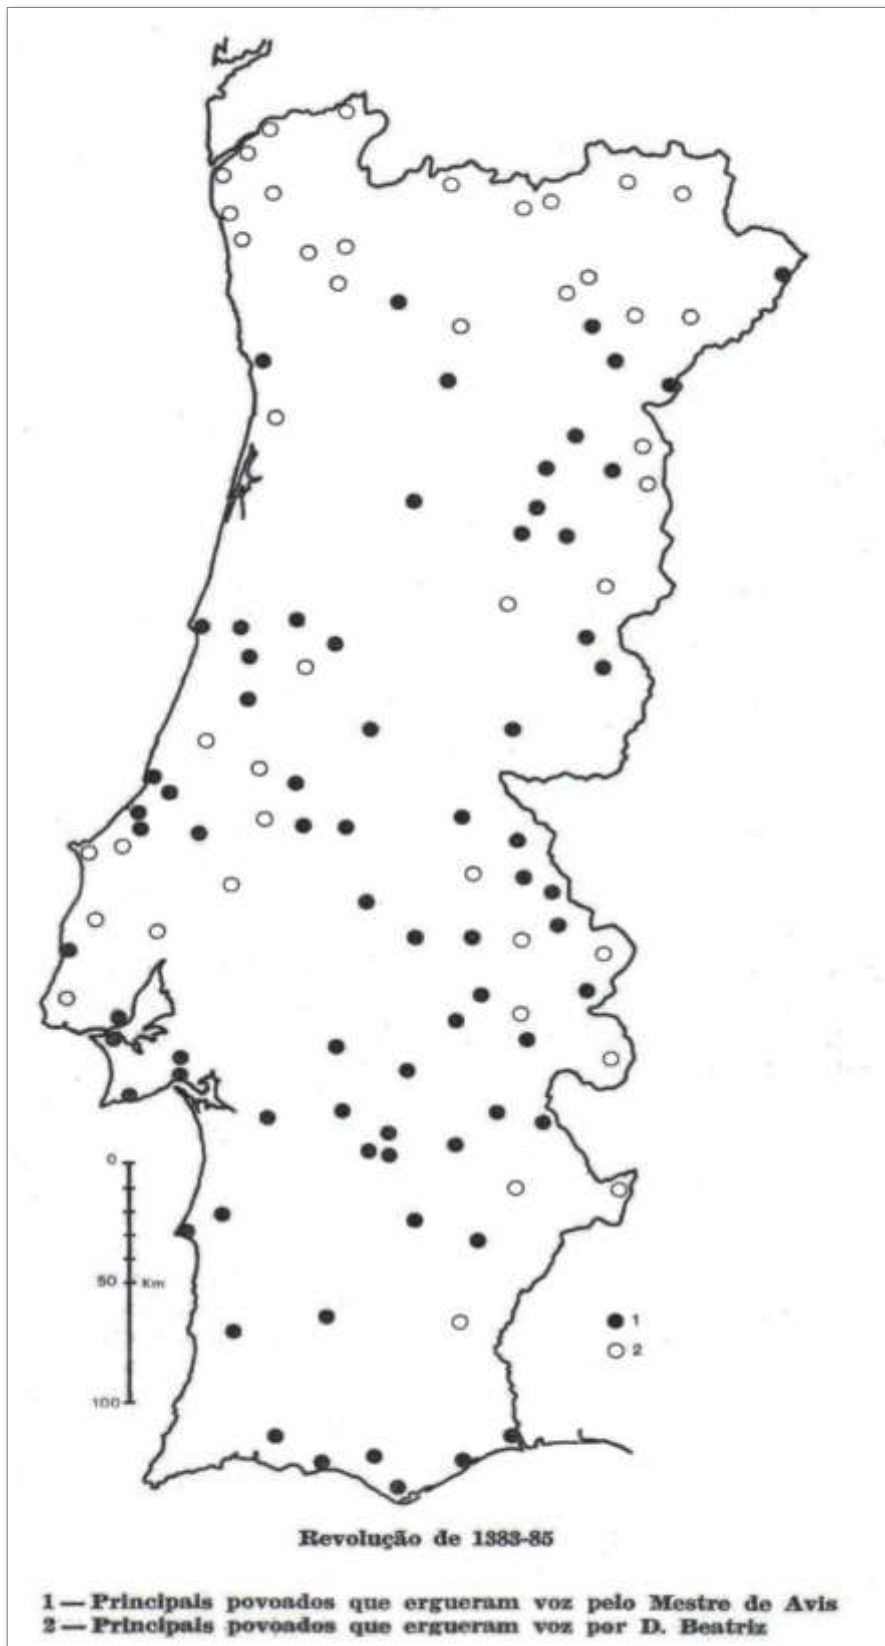 0
50 Km
100
1
2
Revolução de 1383-85
1 — Principais povoados que ergueram voz pelo Mestre de Avis
2 — Principais povoados que ergueram voz por D. Beatriz